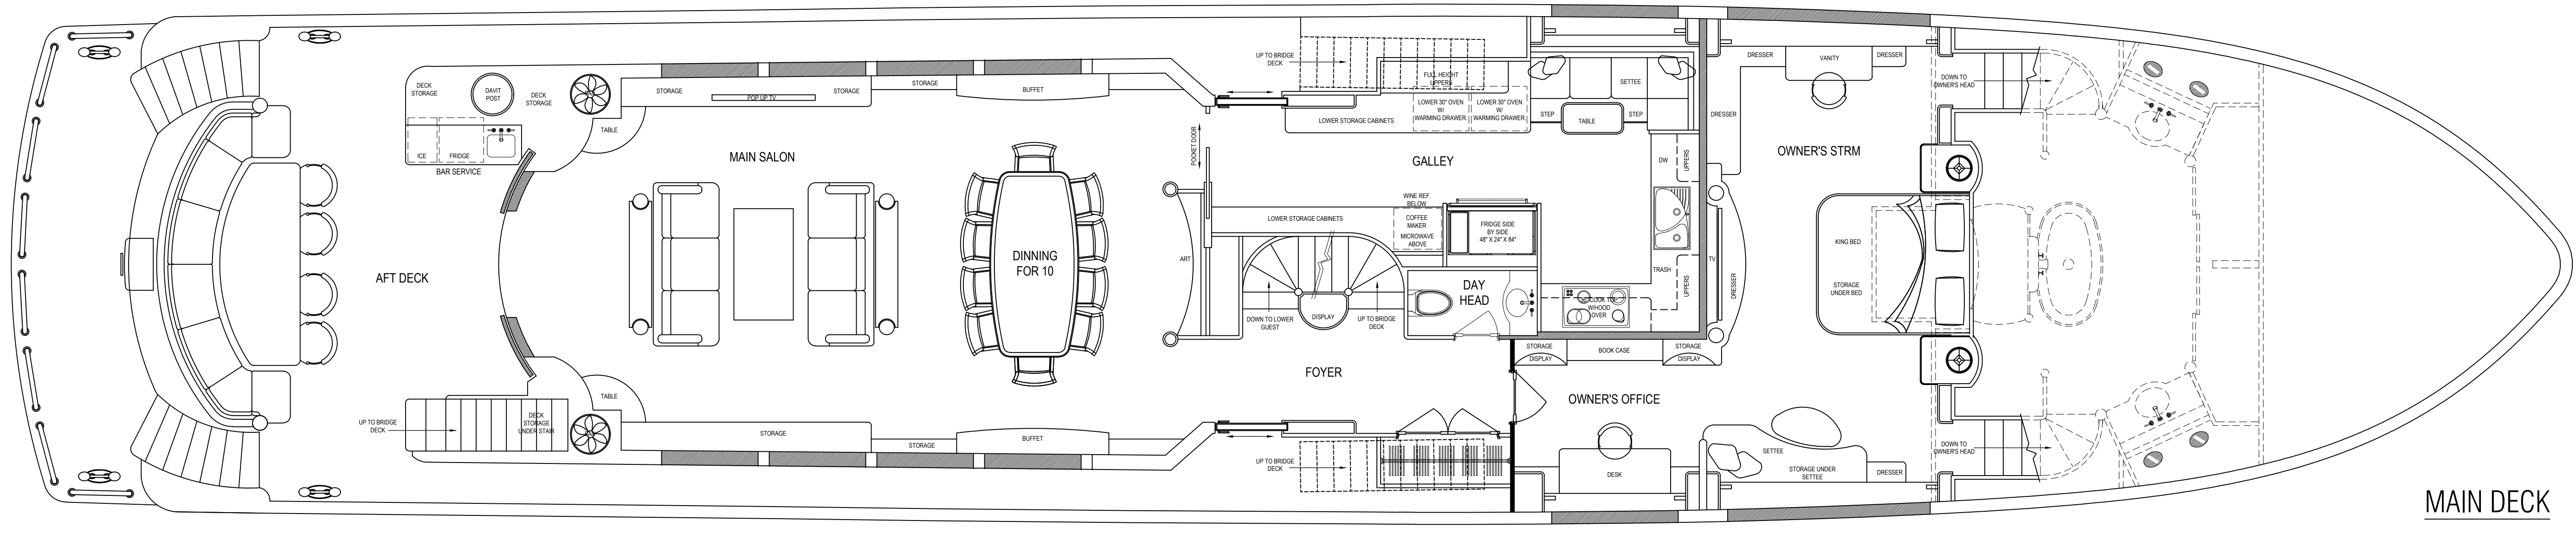 DECK
STORAGE
DAVIT
POST
DECK
STORAGE
ICE
FRIDGE
BAR SERVICE
AFT DECK
UP TO BRIDGE
DECK
DECK
STORAGE
UNDER STAIR
TABLE
STORAGE
POP UP TV
STORAGE
STORAGE
BUFFET
MAIN SALON
DINNING
FOR 10
TABLE
STORAGE
STORAGE
BUFFET
POCKET DOOR
ART
UP TO BRIDGE
DECK
FULL HEIGHT
UPPERS
LOWER 30" OVEN
W/
WARMING DRAWER.
LOWER 30" OVEN
W/
WARMING DRAWER.
LOWER STORAGE CABINETS
GALLEY
SETTEE
STEP
TABLE
STEP
DW
UPPERS
WINE REF.
BELOW
COFFEE
MAKER
MICROWAVE
ABOVE
LOWER STORAGE CABINETS
FRIDGE SIDE
BY SIDE
48" X 24" X 84"
TRASH
UPPERS
COOK TOP
W/HOOD
OVER
DAY
HEAD
DOWN TO LOWER
GUEST
DISPLAY
UP TO BRIDGE
DECK
FOYER
UP TO BRIDGE
DECK
STORAGE
DISPLAY
BOOK CASE
STORAGE
DISPLAY
OWNER'S OFFICE
DESK
DRESSER
VANITY
DRESSER
DRESSER
OWNER'S STRM
TV
DRESSER
KING BED
STORAGE
UNDER BED
SETTEE
STORAGE UNDER
SETTEE
DRESSER
DOWN TO
OWNER'S HEAD
DOWN TO
OWNER'S HEAD
MAIN DECK